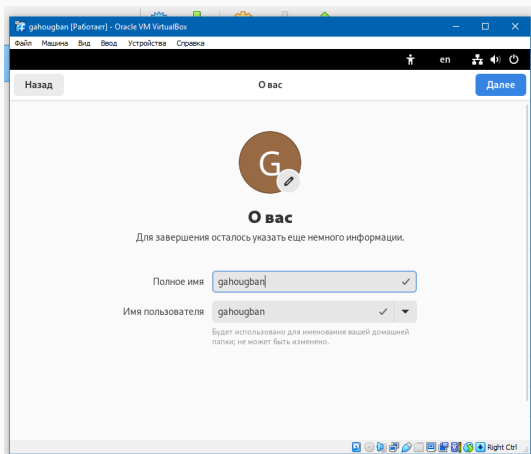 gahougban [Работает] - Oracle VM VirtualBox
Файл Машина Вид Ввод Устройства Справка
en
Назад О вас Далее
G
О вас
Для завершения осталось указать еще немного информации.
Полное имя gahougban
Имя пользователя gahougban
Будет использовано для именования вашей домашней
папки; не может быть изменено.
Right Ctrl